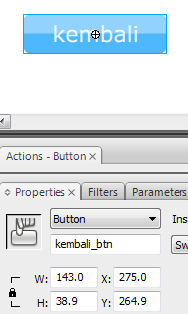 kembali
Actions - Button
Properties Filters Parameters
Button Ins
kembali_btn Sw
W: 143.0 X: 275.0
H: 38.9 Y: 264.9